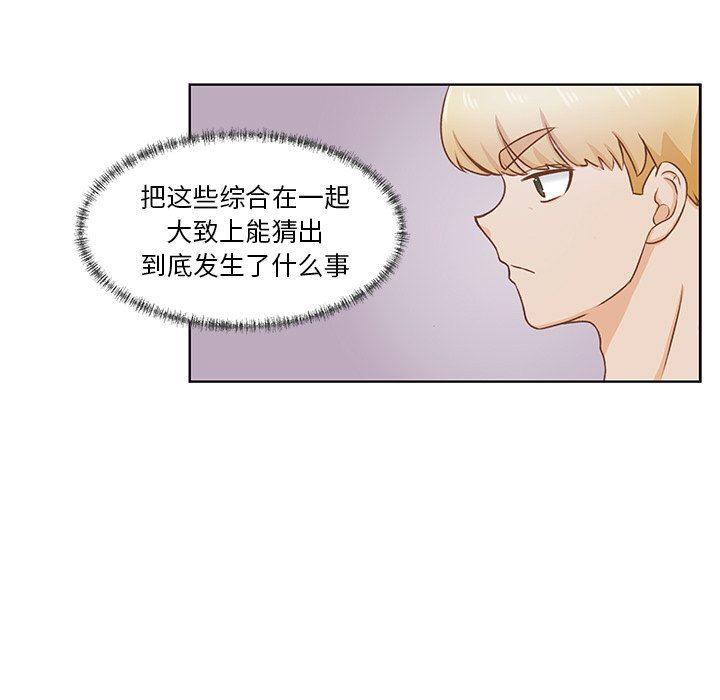 把这些综合在一起
大致上能猜出
到底发生了什么事